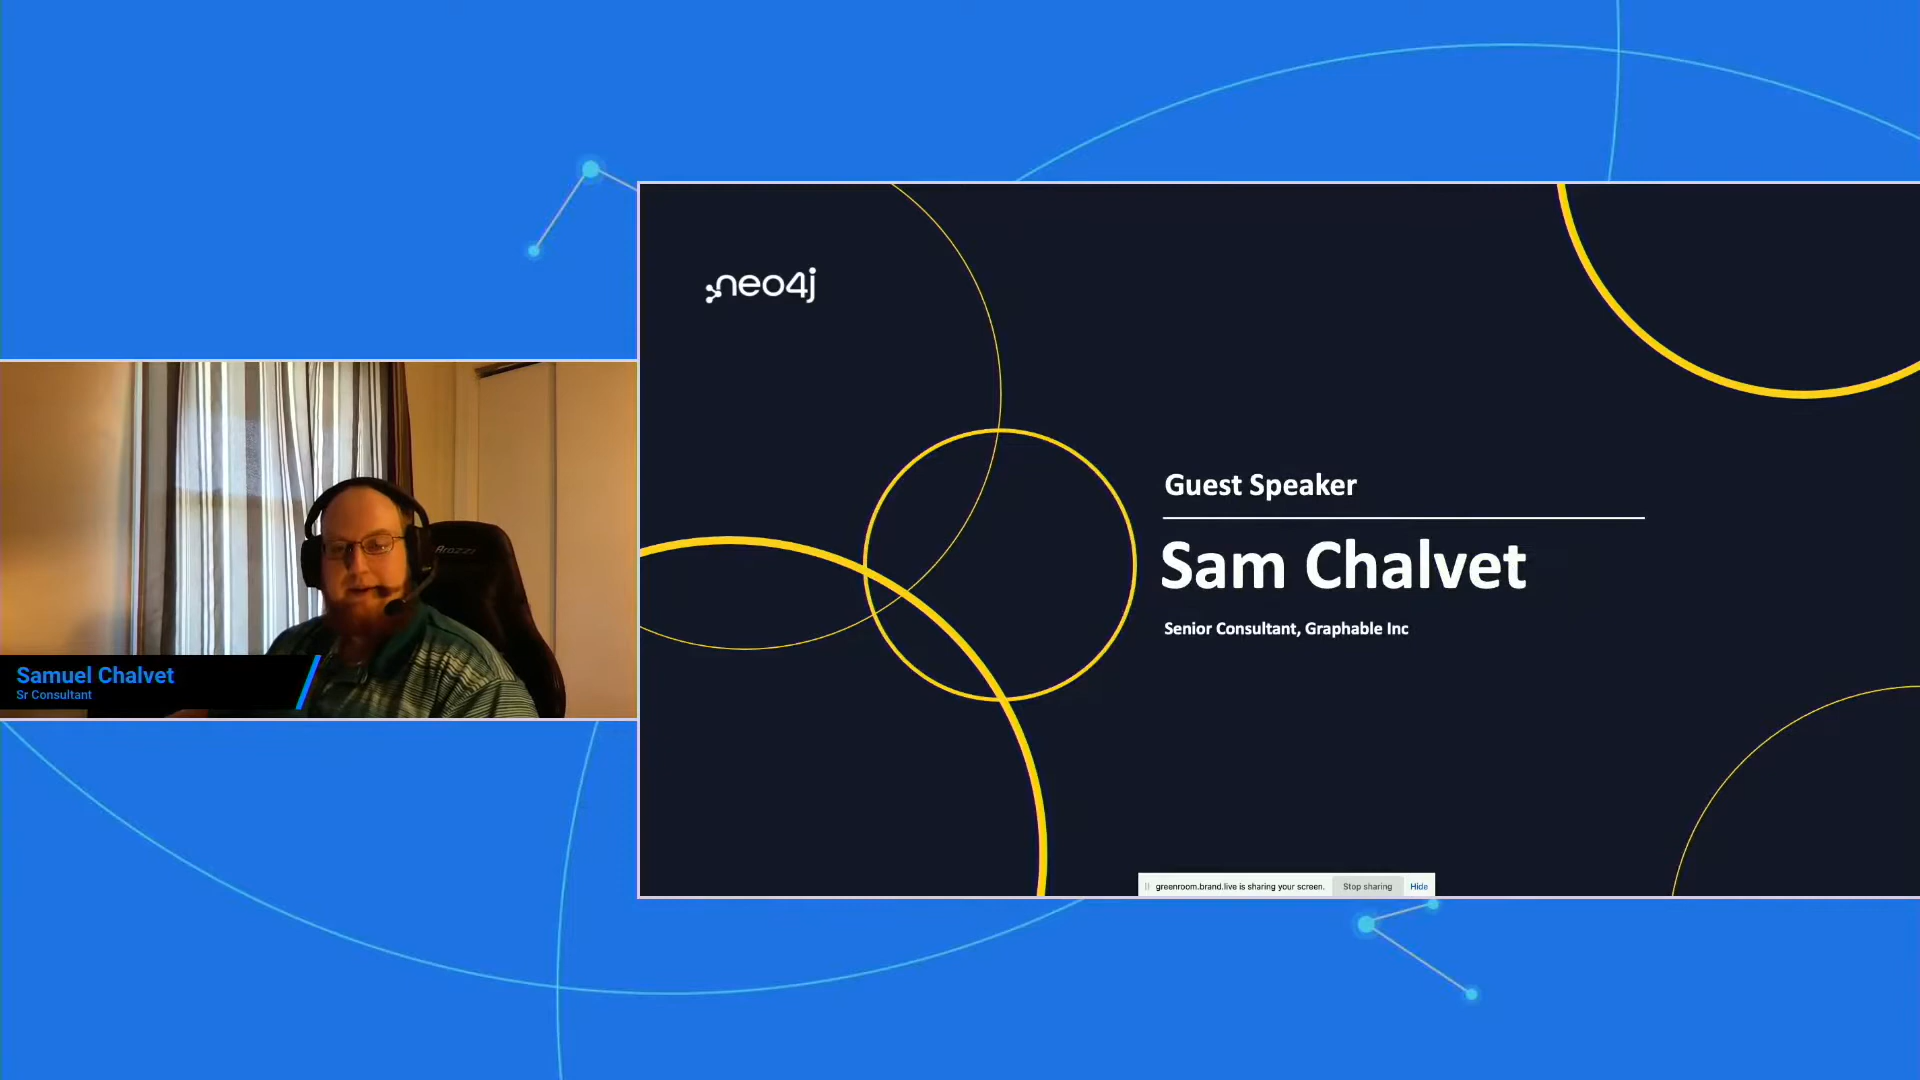 neo4j
Guest Speaker
Sam Chalvet
Senior Consultant, Graphable Inc
Arozzi
Samuel Chalvet
Sr Consultant
greenroom.brand.live is sharing your screen. Stop sharing Hide